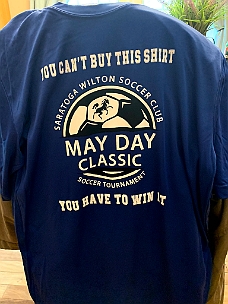 YOU CAN'T BUY THIS SHIRT
SARATOGA WILTON SOCCER CLUB
MAY DAY
CLASSIC
SOCCER TOURNAMENT
YOU HAVE TO WIN IT